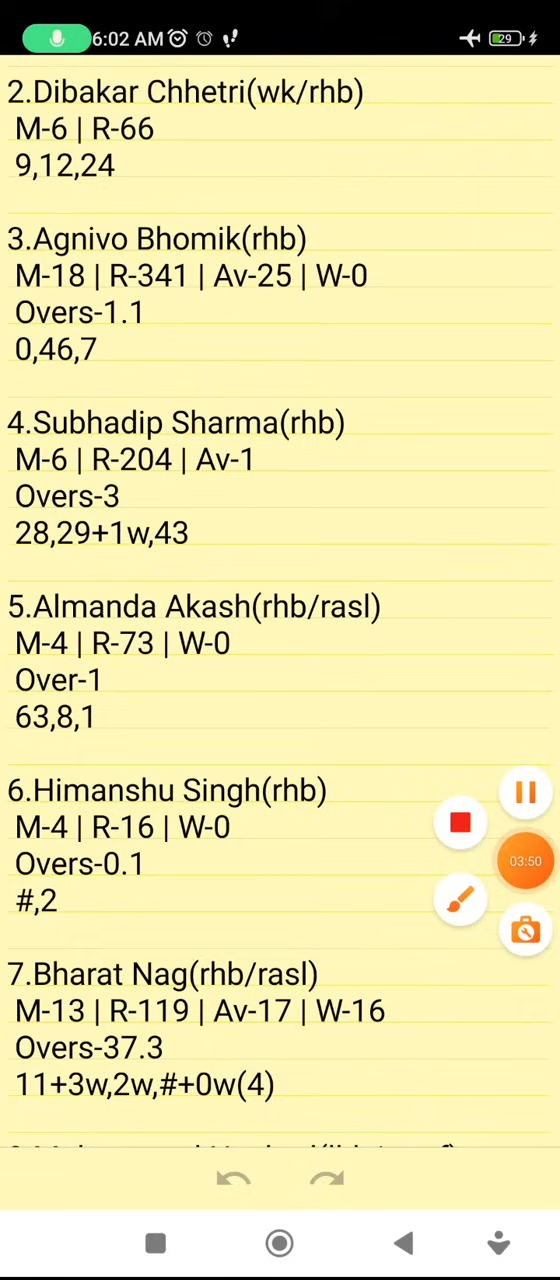 6:02 AM
29
2.Dibakar Chhetri(wk/rhb)
M-6 | R-66
9,12,24
3.Agnivo Bhomik(rhb)
M-18 | R-341 | Av-25 | W-0
Overs-1.1
0,46,7
4.Subhadip Sharma(rhb)
M-6 | R-204 | Av-1
Overs-3
28,29+1w,43
5.Almanda Akash(rhb/rasl)
M-4 | R-73 | W-0
Over-1
63,8,1
6.Himanshu Singh(rhb)
M-4 | R-16 | W-0
Overs-0.1
#,2
03:50
7.Bharat Nag(rhb/rasl)
M-13 | R-119 | Av-17 | W-16
Overs-37.3
11+3w,2w,#+0w(4)